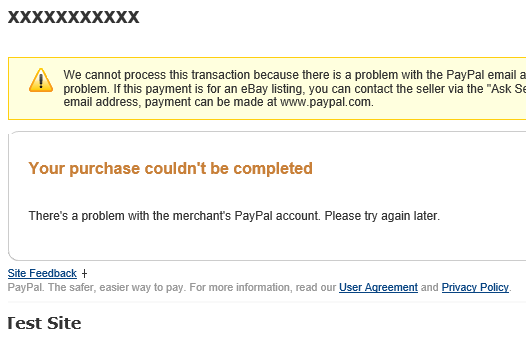 xxxxxxxxxxx
We cannot process this transaction because there is a problem with the PayPal email a
problem. If this payment is for an eBay listing, you can contact the seller via the "Ask Se
email address, payment can be made at www.paypal.com.
Your purchase couldn't be completed
There's a problem with the merchant's PayPal account. Please try again later.
Site Feedback
PayPal. The safer, easier way to pay. For more information, read our User Agreement and Privacy Policy.
Test Site